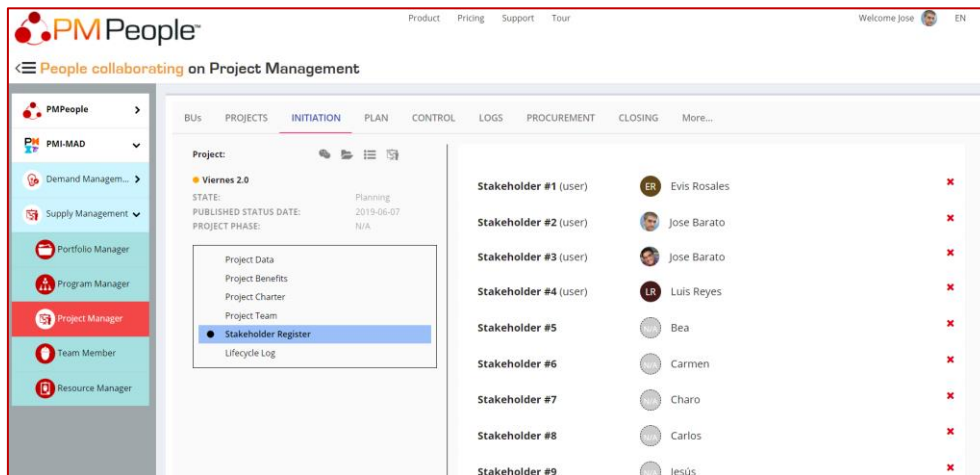 PMPeople™
Product Pricing Support Tour
Welcome Jose EN
People collaborating on Project Management
PMPeople
PMI-MAD
Demand Managem...
Supply Management
Portfolio Manager
Program Manager
Project Manager
Team Member
Resource Manager
BUs PROJECTS INITIATION PLAN CONTROL LOGS PROCUREMENT CLOSING More...
Project:
Viernes 2.0
STATE: Planning
PUBLISHED STATUS DATE: 2019-06-07
PROJECT PHASE: N/A
Project Data
Project Benefits
Project Charter
Project Team
Stakeholder Register
Lifecycle Log
Stakeholder #1 (user) ER Evis Rosales
Stakeholder #2 (user) Jose Barato
Stakeholder #3 (user) Jose Barato
Stakeholder #4 (user) LR Luis Reyes
Stakeholder #5 N/A Bea
Stakeholder #6 N/A Carmen
Stakeholder #7 N/A Charo
Stakeholder #8 N/A Carlos
Stakeholder #9 N/A Jesús